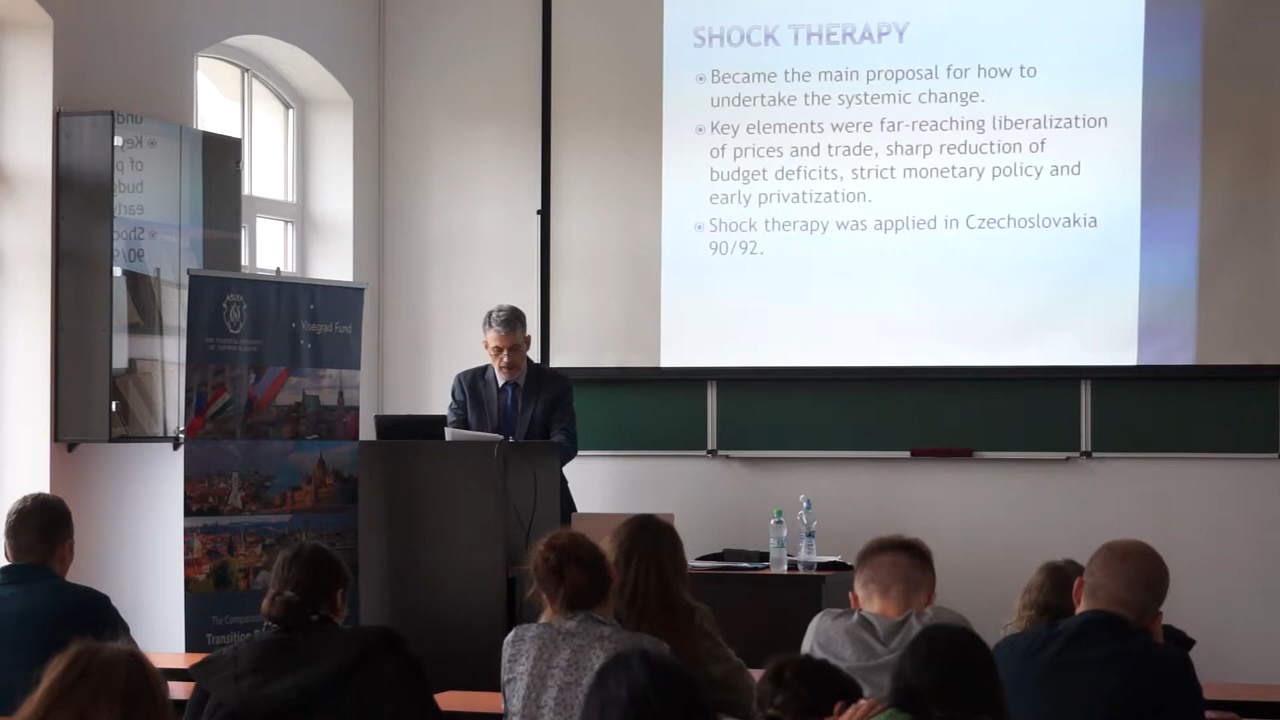 SHOCK THERAPY
Became the main proposal for how to
undertake the systemic change.
Key elements were far-reaching liberalization
of prices and trade, sharp reduction of
budget deficits, strict monetary policy and
early privatization.
Shock therapy was applied in Czechoslovakia
90/92.
Visegrad Fund
The
Transition